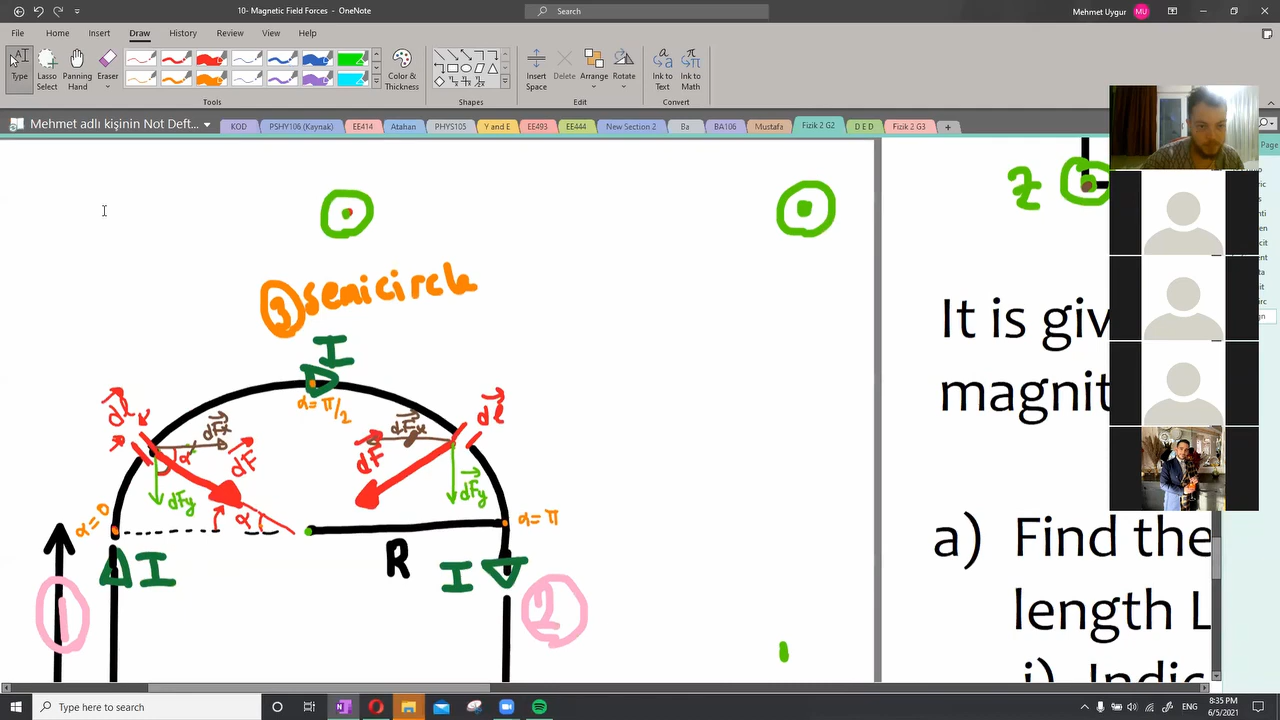 10- Magnetic Field Forces - OneNote
Search
Mehmet Uygur
MU
File Home Insert Draw History Review View Help
Type
Lasso Select
Panning Hand
Eraser
Color & Thickness
Insert Space
Delete
Arrange
Rotate
Ink to Text
Ink to Math
Tools
Shapes
Edit
Convert
Mehmet adlı kişinin Not Deft...
KOD PSHY106 (Kaynak) EE414 Atahan PHYS105 Y and E EE493 EE444 New Section 2 Ba BA106 Mustafa Fizik 2 G2 D E D Fizik 2 G3 +
Page
z
3 semicircle
I
α=π/2
dl
dFx
dF
α
dFy
dl
dFx
dF
dFy
α=0
α
α=π
R
I
I
1
2
It is giv
magnit
a) Find the
length L
i) Indic
Type here to search
ENG
8:35 PM
6/5/2021